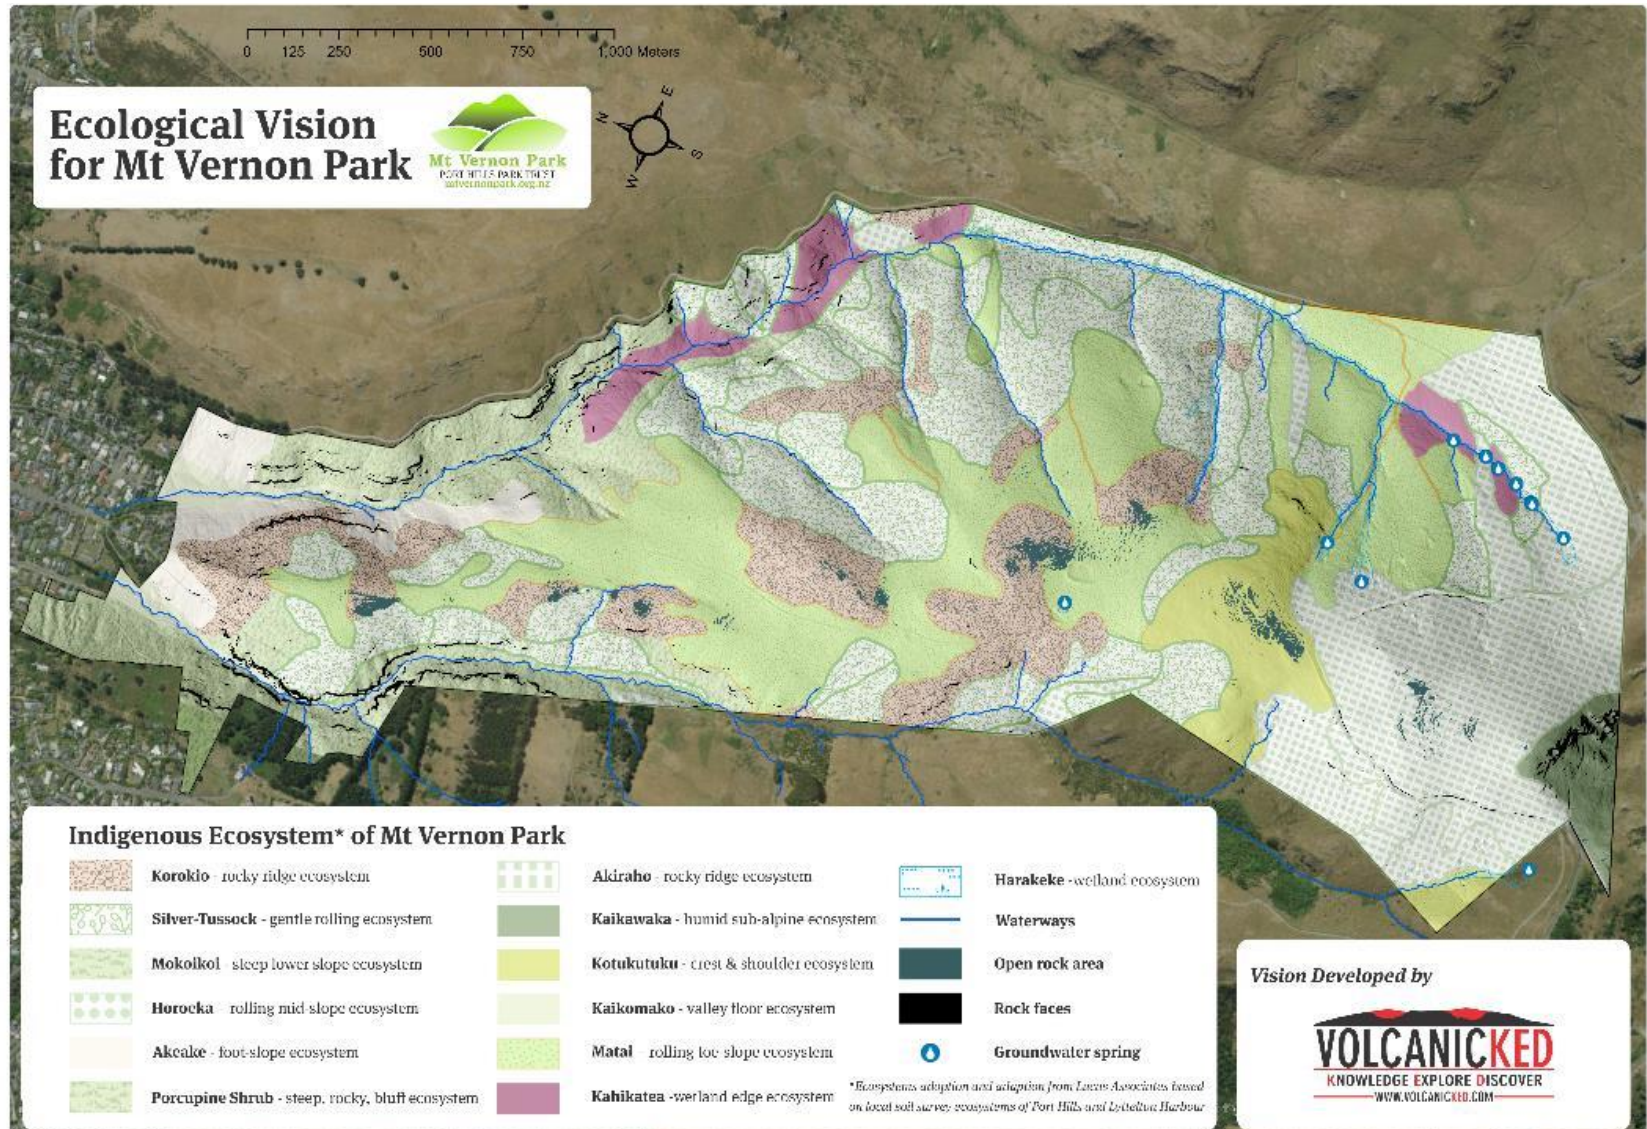 0 125 250 500 750 1,000 Meters
N
E
S
W
Ecological Vision
for Mt Vernon Park
Mt Vernon Park
PORT HILLS PARK TRUST
mtvernonpark.org.nz
Indigenous Ecosystem* of Mt Vernon Park
Korokio - rocky ridge ecosystem
Silver-Tussock - gentle rolling ecosystem
Mokoikoi - steep lower slope ecosystem
Horoeka - rolling mid-slope ecosystem
Akeake - foot-slope ecosystem
Porcupine Shrub - steep, rocky, bluff ecosystem
Akiraho - rocky ridge ecosystem
Kaikawaka - humid sub-alpine ecosystem
Kotukutuku - crest & shoulder ecosystem
Kaikomako - valley floor ecosystem
Matai - rolling toe-slope ecosystem
Kahikatea -wetland edge ecosystem
Harakeke -wetland ecosystem
Waterways
Open rock area
Rock faces
Groundwater spring
*Ecosystems adoption and adaption from Lucas Associates based
on local soil survey ecosystems of Port Hills and Lyttelton Harbour
Vision Developed by
VOLCANICKED
KNOWLEDGE EXPLORE DISCOVER
WWW.VOLCANICKED.COM